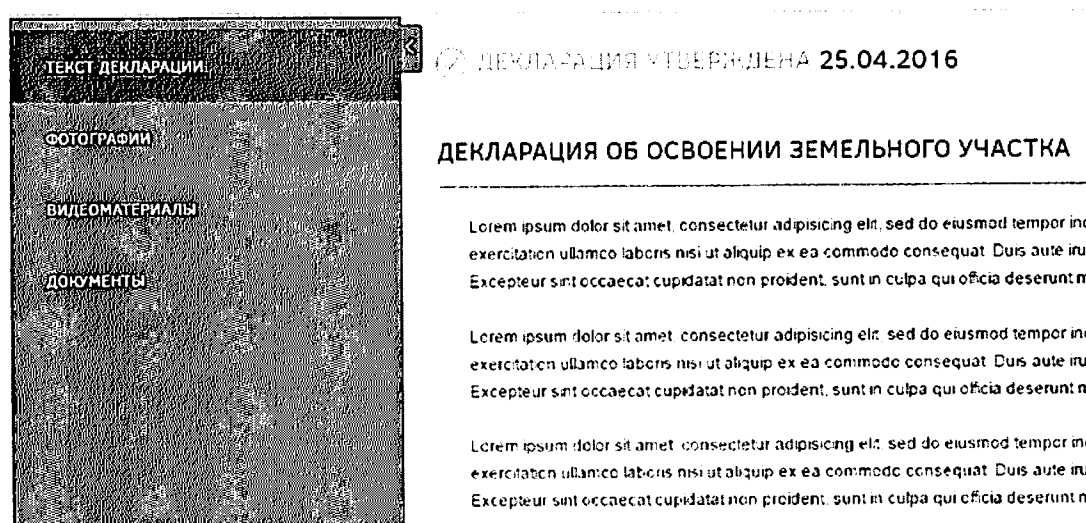 ТЕКСТ ДЕКЛАРАЦИИ
ФОТОГРАФИИ
ВИДЕОМАТЕРИАЛЫ
ДОКУМЕНТЫ
ДЕКЛАРАЦИЯ УТВЕРЖДЕНА 25.04.2016
ДЕКЛАРАЦИЯ ОБ ОСВОЕНИИ ЗЕМЕЛЬНОГО УЧАСТКА
Lorem ipsum dolor sit amet, consectetur adipisicing elit, sed do eiusmod tempor
exercitation ullamco laboris nisi ut aliquip ex ea commodo consequat. Duis aute
Excepteur sint occaecat cupidatat non proident, sunt in culpa qui officia deserunt
Lorem ipsum dolor sit amet, consectetur adipisicing elit, sed do eiusmod tempor
exercitation ullamco laboris nisi ut aliquip ex ea commodo consequat. Duis aute
Excepteur sint occaecat cupidatat non proident, sunt in culpa qui officia deserunt
Lorem ipsum dolor sit amet, consectetur adipisicing elit, sed do eiusmod tempor
exercitation ullamco laboris nisi ut aliquip ex ea commodo consequat. Duis aute
Excepteur sint occaecat cupidatat non proident, sunt in culpa qui officia deserunt